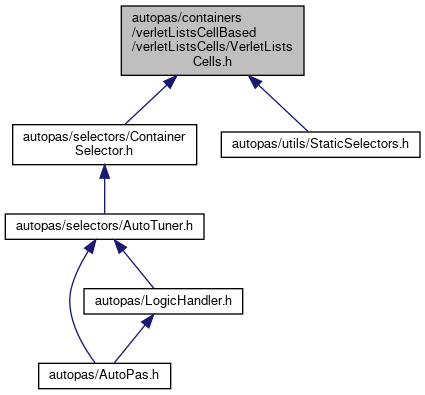 autopas/containers
/verletListsCellBased
/verletListsCells/VerletLists
Cells.h
autopas/selectors/Container
Selector.h
autopas/utils/StaticSelectors.h
autopas/selectors/AutoTuner.h
autopas/LogicHandler.h
autopas/AutoPas.h